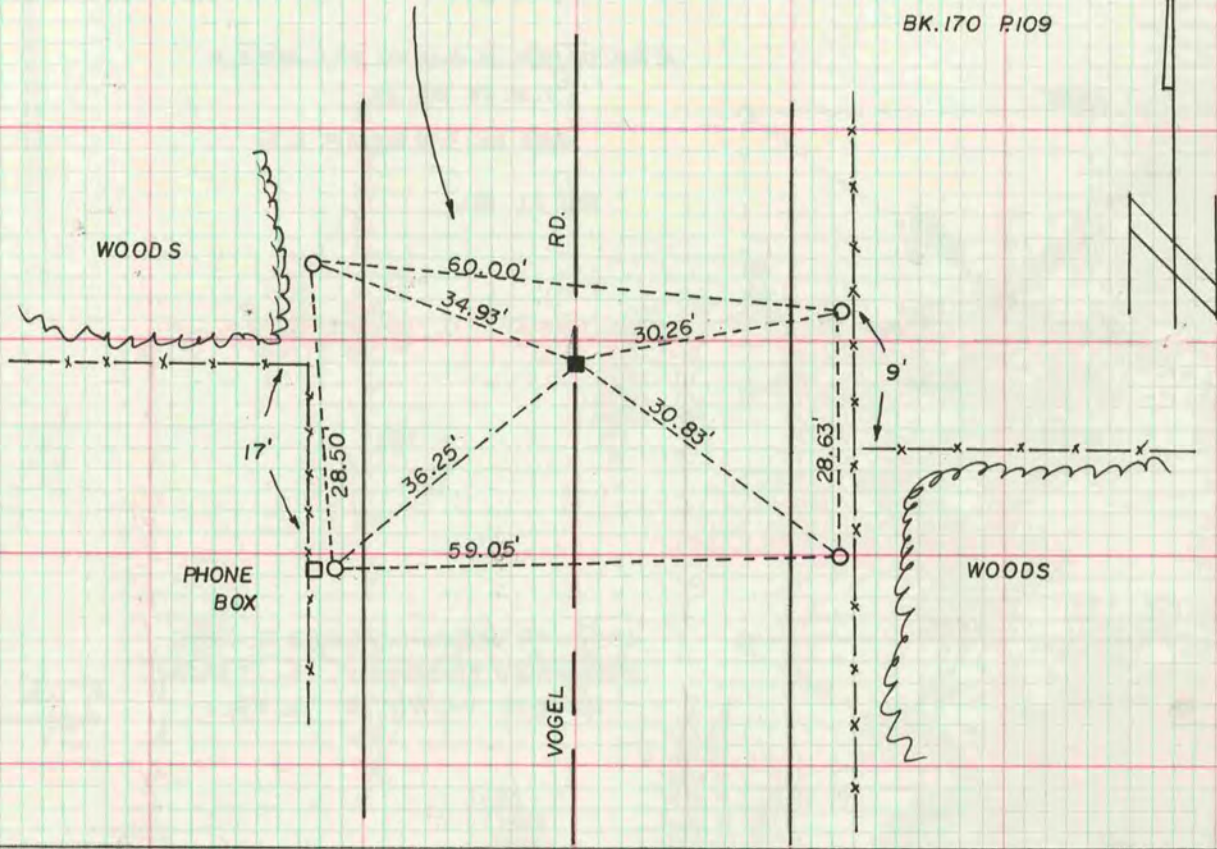 BK.170 P.109
WOODS
RD.
60.00'
34.93'
30.26'
9'
30.83'
17'
28.50'
36.25'
28.63'
59.05'
PHONE
BOX
WOODS
VOGEL